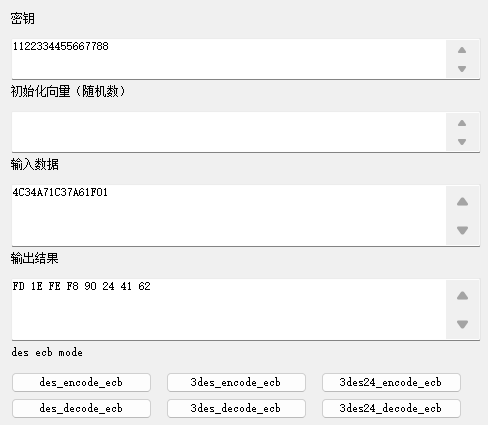 密钥
1122334455667788
初始化向量（随机数）
输入数据
4C34A71C37A61F01
输出结果
FD 1E FE F8 90 24 41 62
des ecb mode
des_encode_ecb 3des_encode_ecb 3des24_encode_ecb
des_decode_ecb 3des_decode_ecb 3des24_decode_ecb